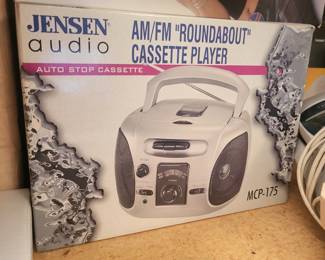 JENSEN
audio
AM/FM "ROUNDABOUT"
CASSETTE PLAYER
AUTO STOP CASSETTE
MCP-175